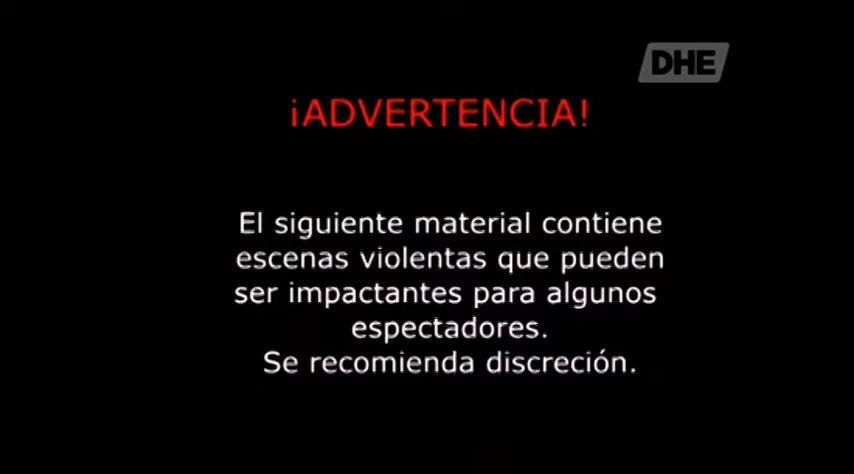 DHE
¡ADVERTENCIA!
El siguiente material contiene
escenas violentas que pueden
ser impactantes para algunos
espectadores.
Se recomienda discreción.